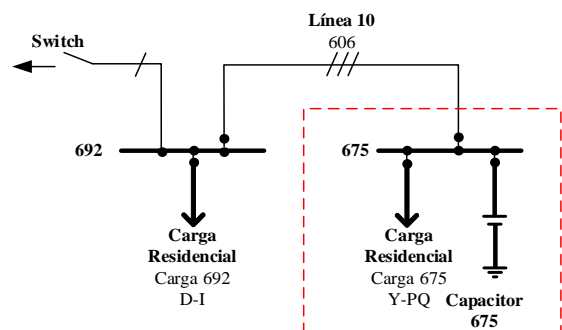 Línea 10
606
Switch
692
675
Carga
Residencial
Carga 692
D-I
Carga
Residencial
Carga 675
Y-PQ
Capacitor
675